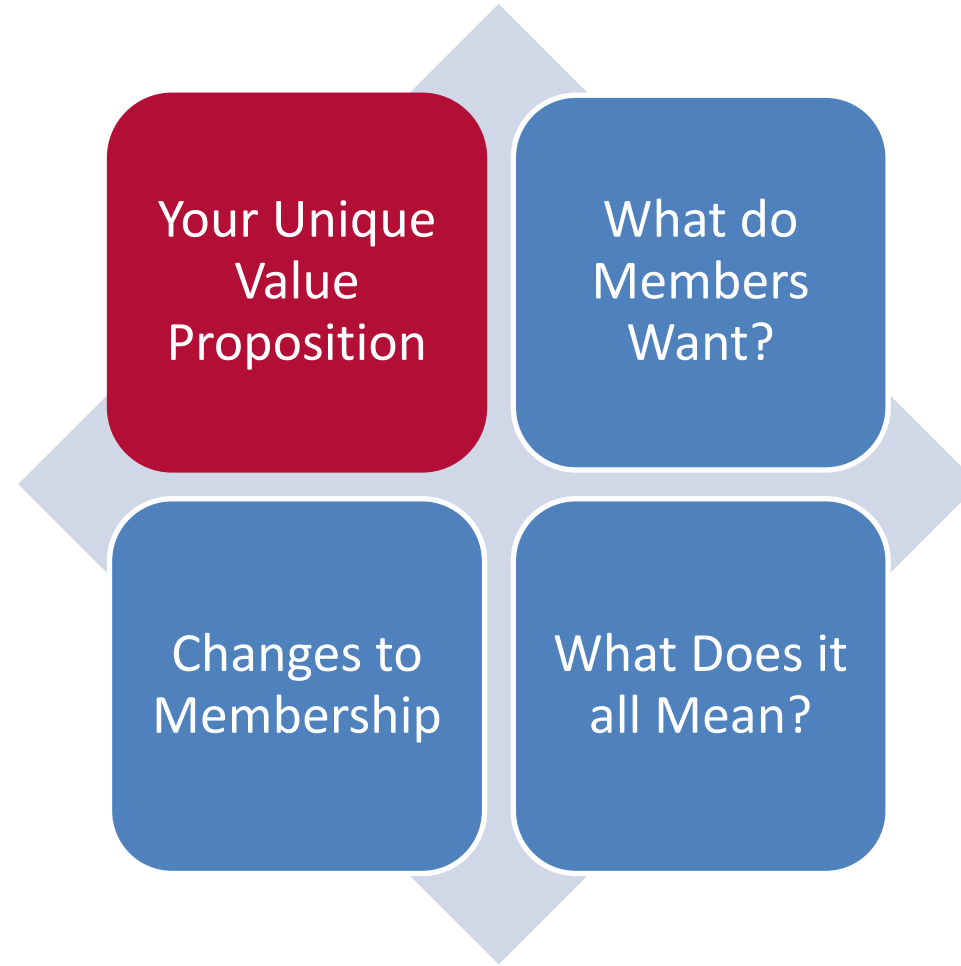 Your Unique
Value
Proposition
What do
Members
Want?
Changes to
Membership
What Does it
all Mean?